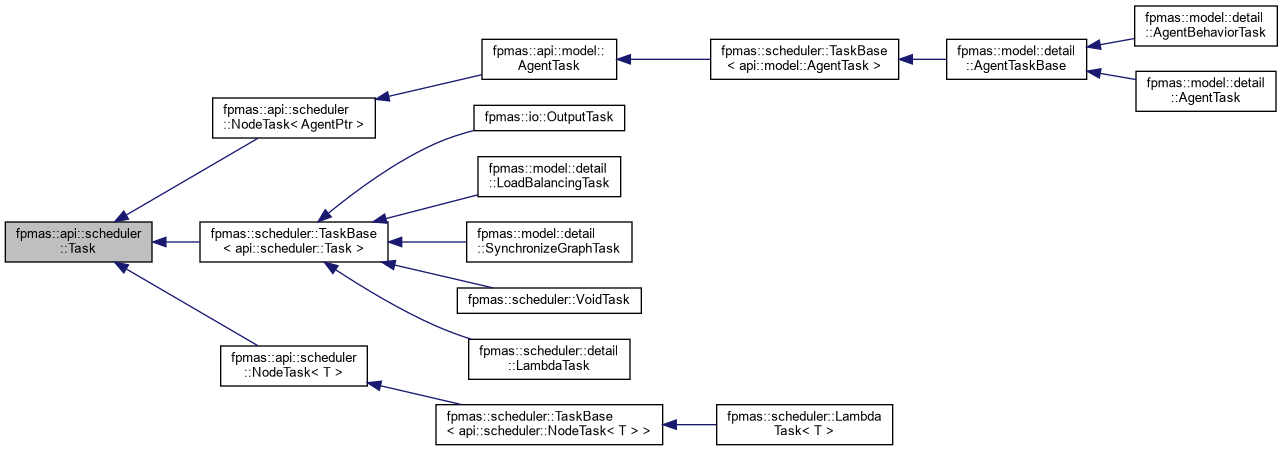 fpmas::api::scheduler
::Task
fpmas::api::scheduler
::NodeTask< AgentPtr >
fpmas::api::model::
AgentTask
fpmas::scheduler::TaskBase
< api::model::AgentTask >
fpmas::model::detail
::AgentTaskBase
fpmas::model::detail
::AgentBehaviorTask
fpmas::model::detail
::AgentTask
fpmas::scheduler::TaskBase
< api::scheduler::Task >
fpmas::io::OutputTask
fpmas::model::detail
::LoadBalancingTask
fpmas::model::detail
::SynchronizeGraphTask
fpmas::scheduler::VoidTask
fpmas::scheduler::detail
::LambdaTask
fpmas::api::scheduler
::NodeTask< T >
fpmas::scheduler::TaskBase
< api::scheduler::NodeTask< T > >
fpmas::scheduler::Lambda
Task< T >